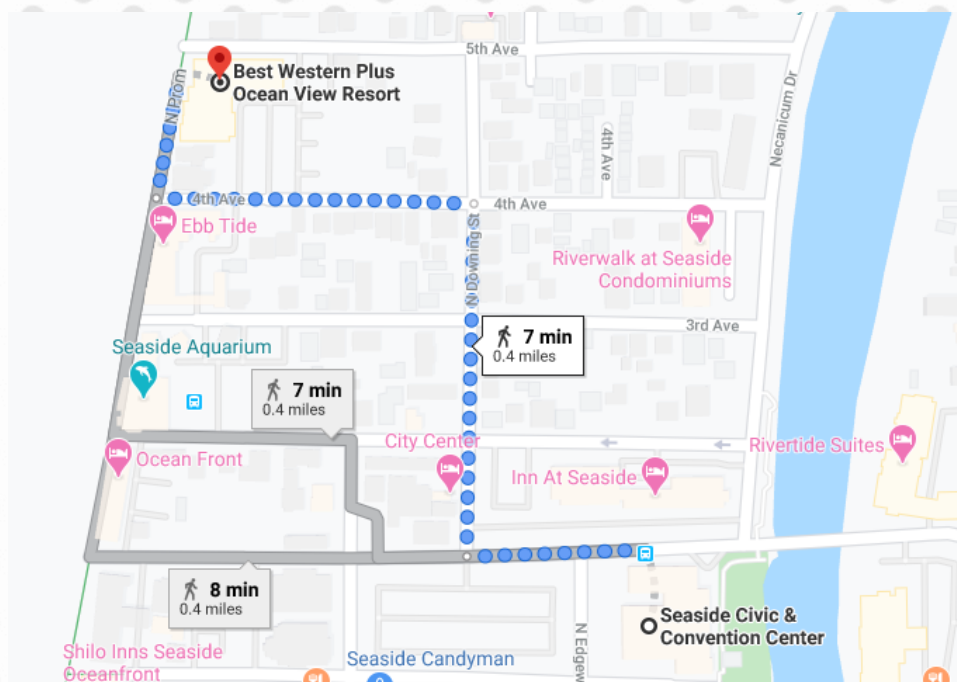 5th Ave
Best Western Plus
Ocean View Resort
N Prom
Necanicum Dr
4th Ave
4th Ave
4th Ave
Ebb Tide
N Downing St
Riverwalk at Seaside
Condominiums
3rd Ave
7 min
0.4 miles
Seaside Aquarium
7 min
0.4 miles
City Center
Rivertide Suites
Ocean Front
Inn At Seaside
8 min
0.4 miles
Seaside Civic &
Convention Center
N Edgew
Shilo Inns Seaside
Oceanfront
Seaside Candyman